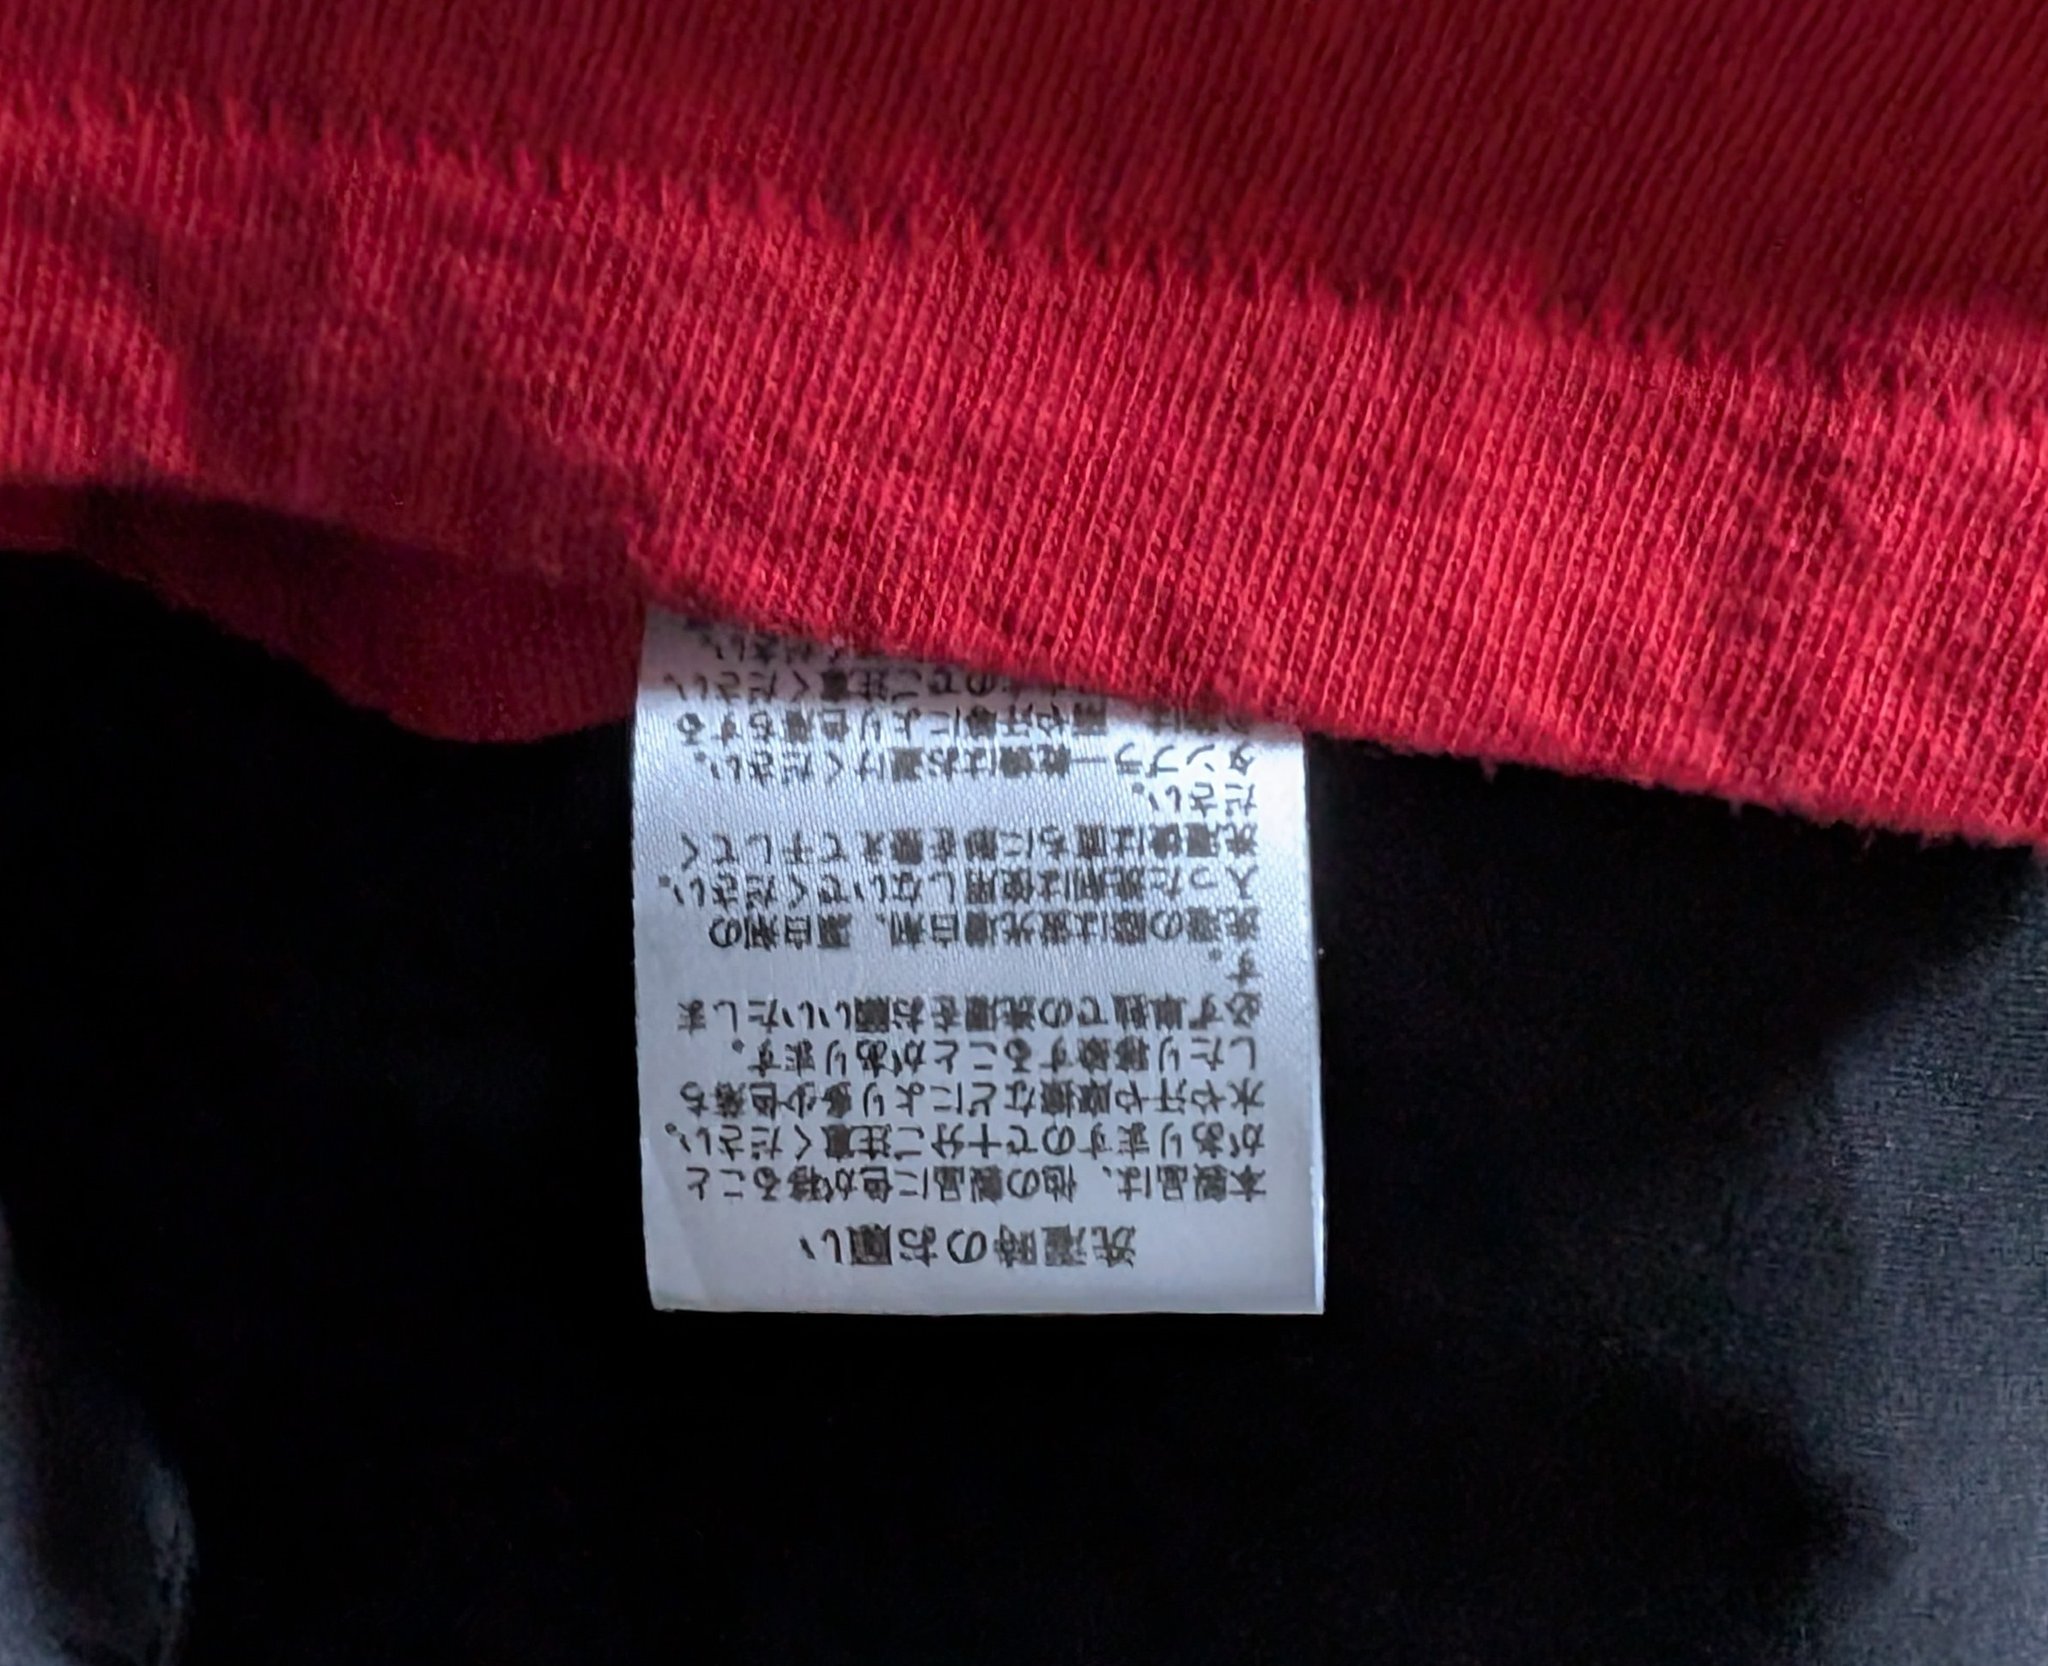 洗濯時のお願い
本製品は、他の製品に色が移ること
がありますので十分ご注意ください。
水や汗や摩擦などにより多少色落ち
したり移染することがあります。
必ず単独での洗濯をお願いいたしま
す。
洗濯の際は蛍光増白剤、漂白剤の
入った洗剤は使用しないでください。
洗濯後は直ちに形を整えて干してく
ださい。
タンブラー乾燥はお避けください。
雨や汗等により色落ちする
のでご注意ください
ください。